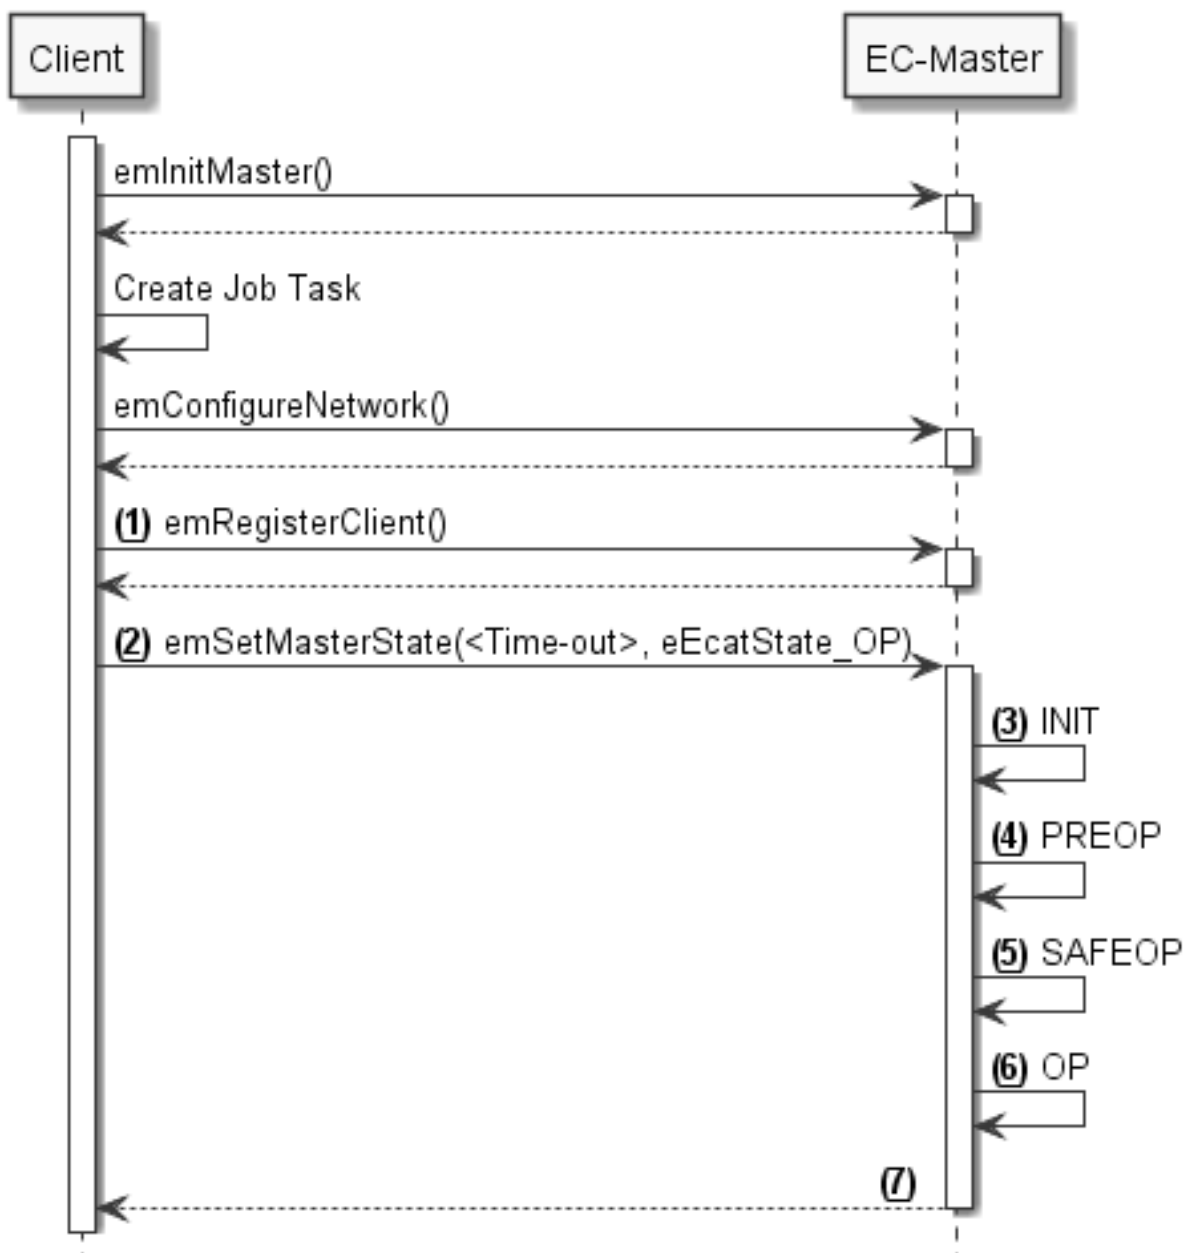 Client
EC-Master
emInitMaster()
Create Job Task
emConfigureNetwork()
(1) emRegisterClient()
(2) emSetMasterState(<Time-out>, eEcatState_OP)
(3) INIT
(4) PREOP
(5) SAFEOP
(6) OP
(7)